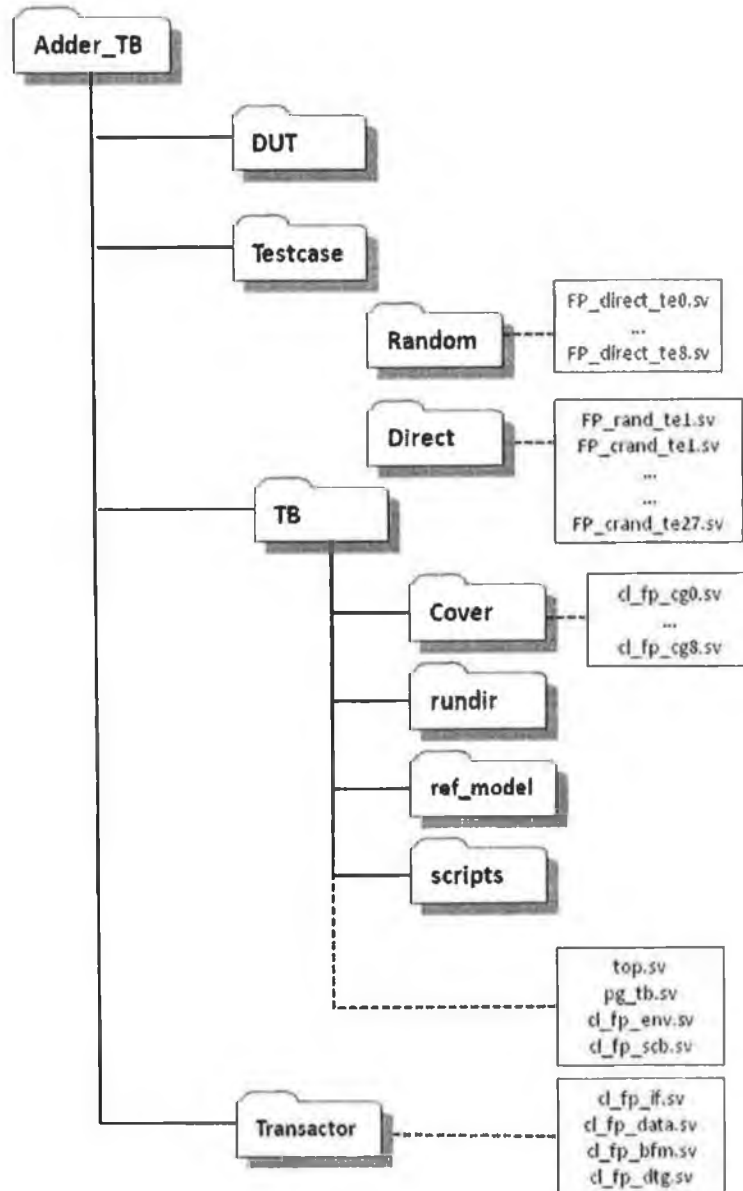 Adder_TB
DUT
Testcase
Random
FP_direct_te0.sv
...
FP_direct_te8.sv
Direct
FP_rand_te1.sv
FP_crand_te1.sv
...
...
FP_crand_te27.sv
TB
Cover
cl_fp_cg0.sv
...
cl_fp_cg8.sv
rundir
ref_model
scripts
top.sv
pg_tb.sv
cl_fp_env.sv
cl_fp_scb.sv
Transactor
cl_fp_if.sv
cl_fp_data.sv
cl_fp_bfm.sv
cl_fp_dtg.sv